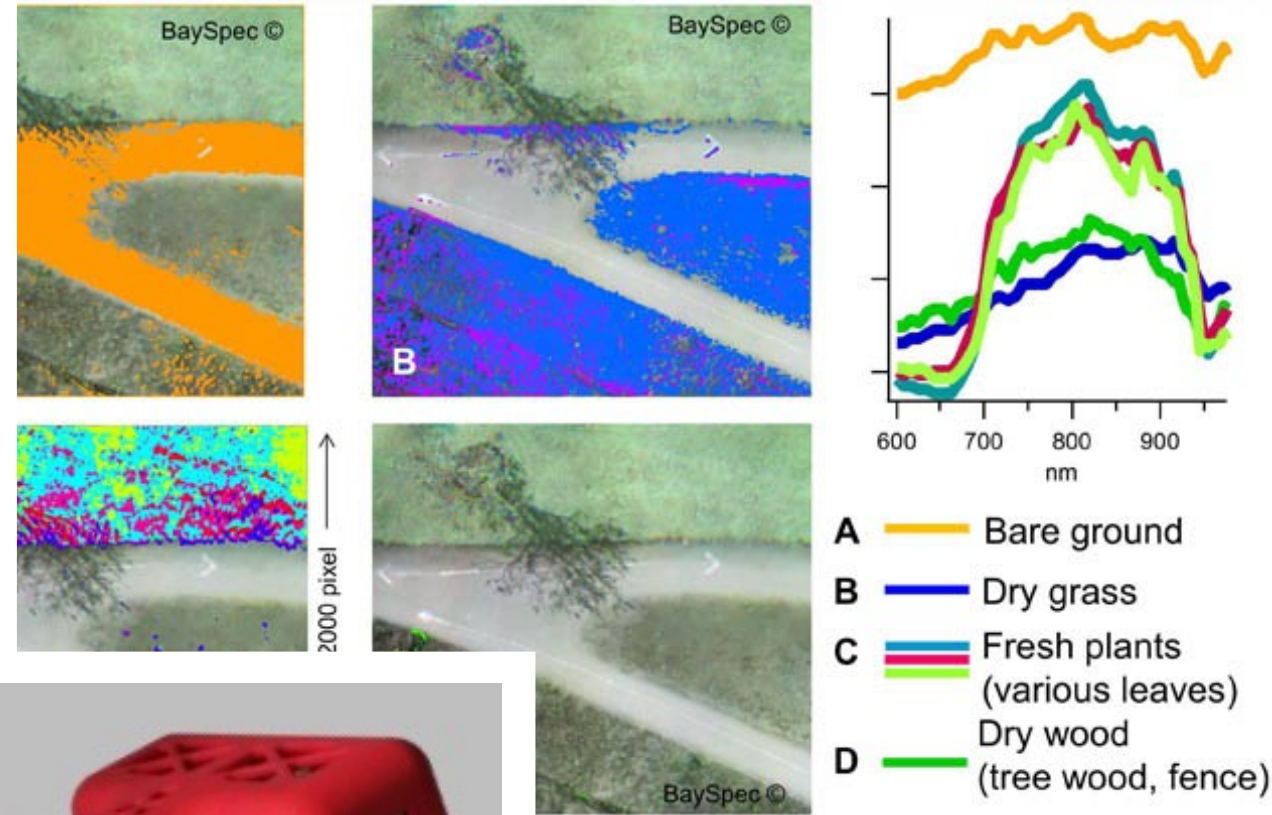 BaySpec ©
BaySpec ©
B
600 700 800 900
nm
2000 pixel
A Bare ground
B Dry grass
C Fresh plants
(various leaves)
D Dry wood
(tree wood, fence)
BaySpec ©